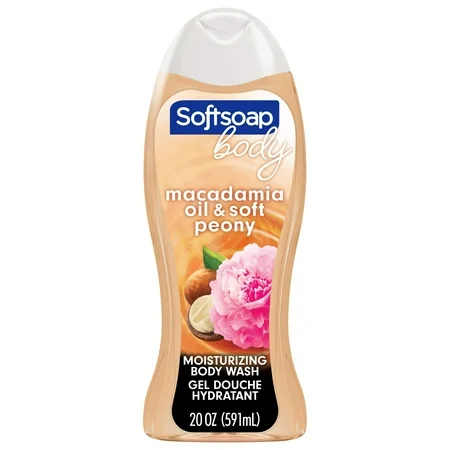 Softsoap
body
macadamia
oil & soft
peony
MOISTURIZING
BODY WASH
GEL DOUCHE
HYDRATANT
20 OZ (591mL)